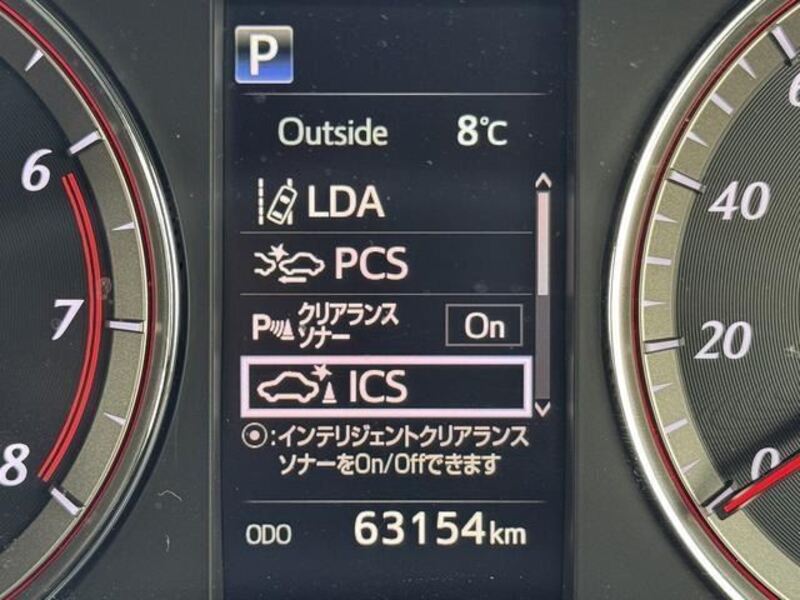 P
Outside 8℃
LDA
PCS
P クリアランス
ソナー On
ICS
:インテリジェントクリアランス
ソナーをOn/Offできます
ODO 63154km
6
7
8
40
20
0